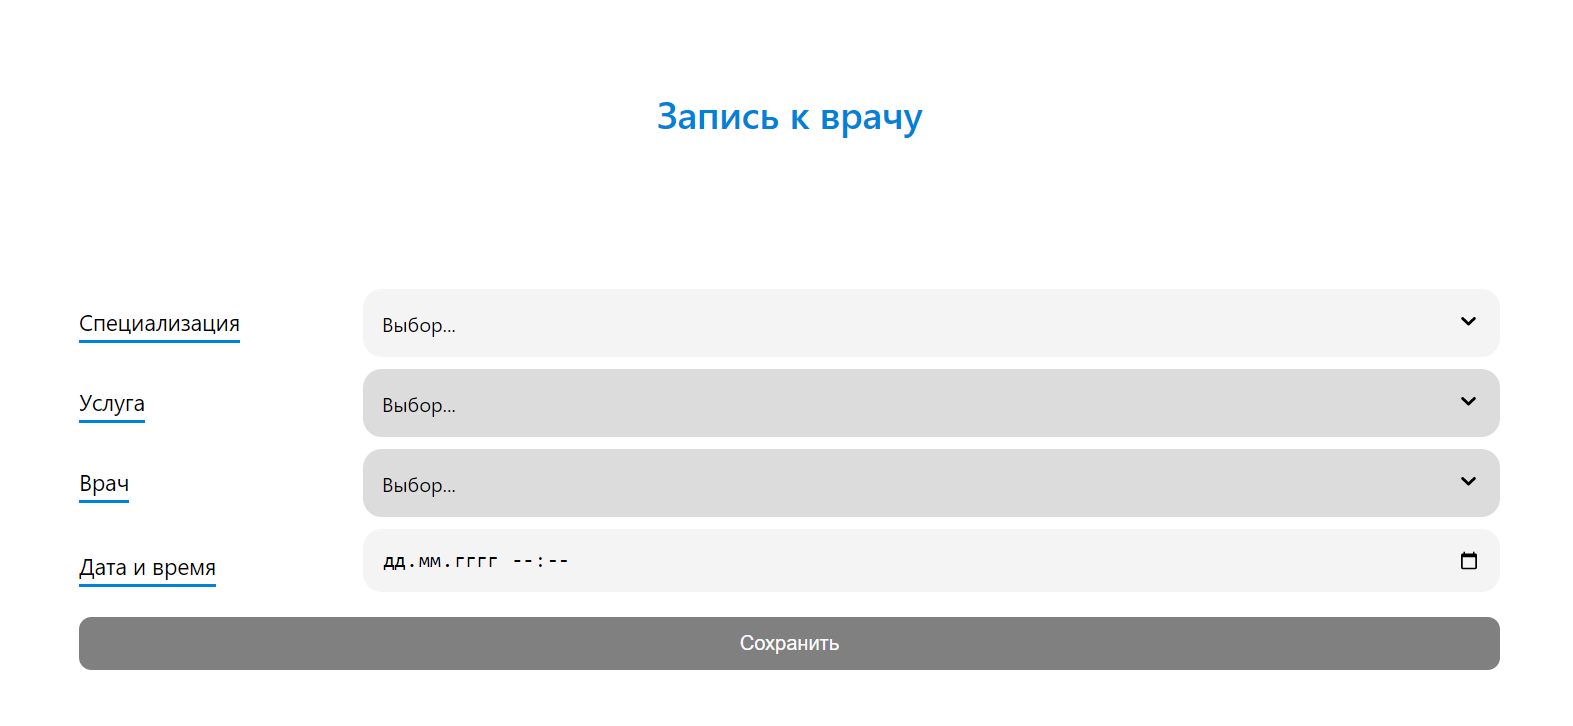 Запись к врачу
Специализация
Выбор...
Услуга
Выбор...
Врач
Выбор...
Дата и время
дд.мм.гггг --:--
Сохранить